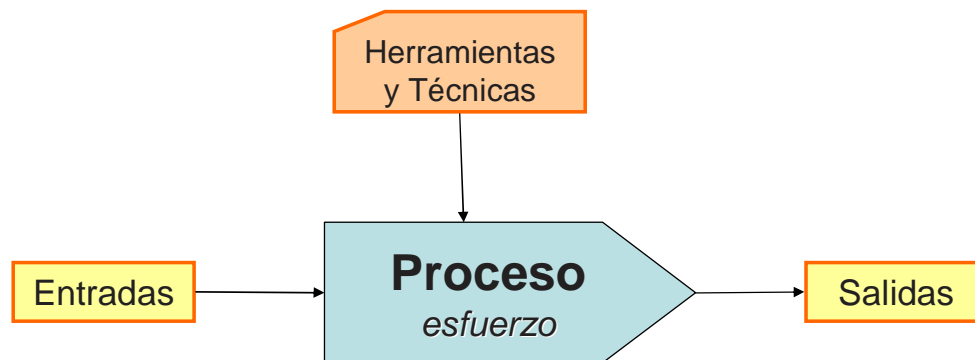 Herramientas
y Técnicas
Entradas
Proceso
esfuerzo
Salidas